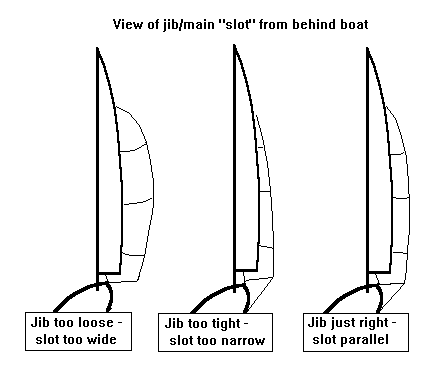 View of jib/main "slot" from behind boat
Jib too loose -
slot too wide
Jib too tight -
slot too narrow
Jib just right -
slot parallel